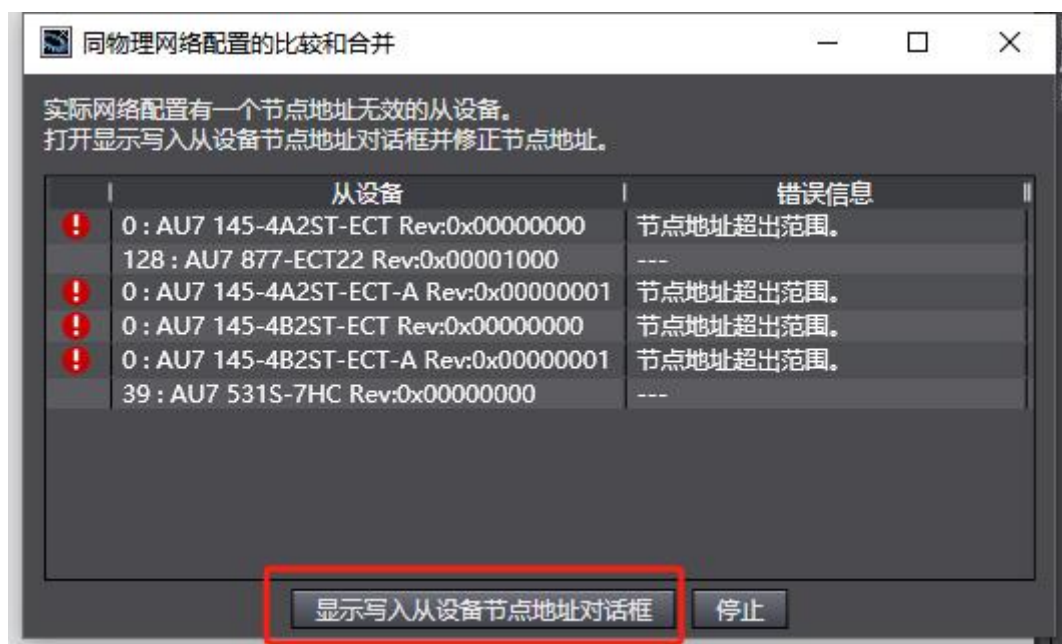 同物理网络配置的比较和合并
实际网络配置有一个节点地址无效的从设备。
打开显示写入从设备节点地址对话框并修正节点地址。
从设备 错误信息
0 : AU7 145-4A2ST-ECT Rev:0x00000000 节点地址超出范围。
128 : AU7 877-ECT22 Rev:0x00001000 ---
0 : AU7 145-4A2ST-ECT-A Rev:0x00000001 节点地址超出范围。
0 : AU7 145-4B2ST-ECT Rev:0x00000000 节点地址超出范围。
0 : AU7 145-4B2ST-ECT-A Rev:0x00000001 节点地址超出范围。
39 : AU7 531S-7HC Rev:0x00000000 ---
显示写入从设备节点地址对话框 停止